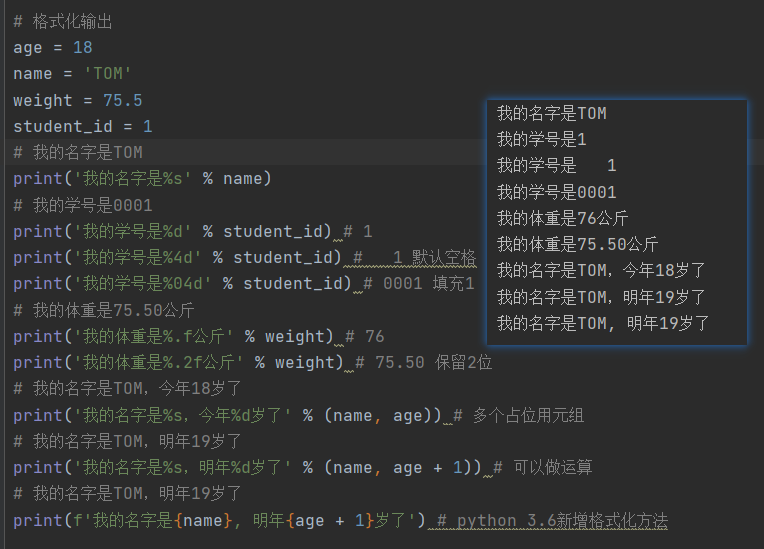 # 格式化输出
age = 18
name = 'TOM'
weight = 75.5
student_id = 1
# 我的名字是TOM
print('我的名字是%s' % name)
# 我的学号是0001
print('我的学号是%d' % student_id) # 1
print('我的学号是%4d' % student_id) #   1 默认空格
print('我的学号是%04d' % student_id) # 0001 填充1
# 我的体重是75.50公斤
print('我的体重是%.f公斤' % weight) # 76
print('我的体重是%.2f公斤' % weight) # 75.50 保留2位
# 我的名字是TOM，今年18岁了
print('我的名字是%s，今年%d岁了' % (name, age)) # 多个占位用元组
# 我的名字是TOM，明年19岁了
print('我的名字是%s，明年%d岁了' % (name, age + 1)) # 可以做运算
# 我的名字是TOM，明年19岁了
print(f'我的名字是{name}, 明年{age + 1}岁了') # python 3.6新增格式化方法
我的名字是TOM
我的学号是1
我的学号是   1
我的学号是0001
我的体重是76公斤
我的体重是75.50公斤
我的名字是TOM，今年18岁了
我的名字是TOM，明年19岁了
我的名字是TOM, 明年19岁了